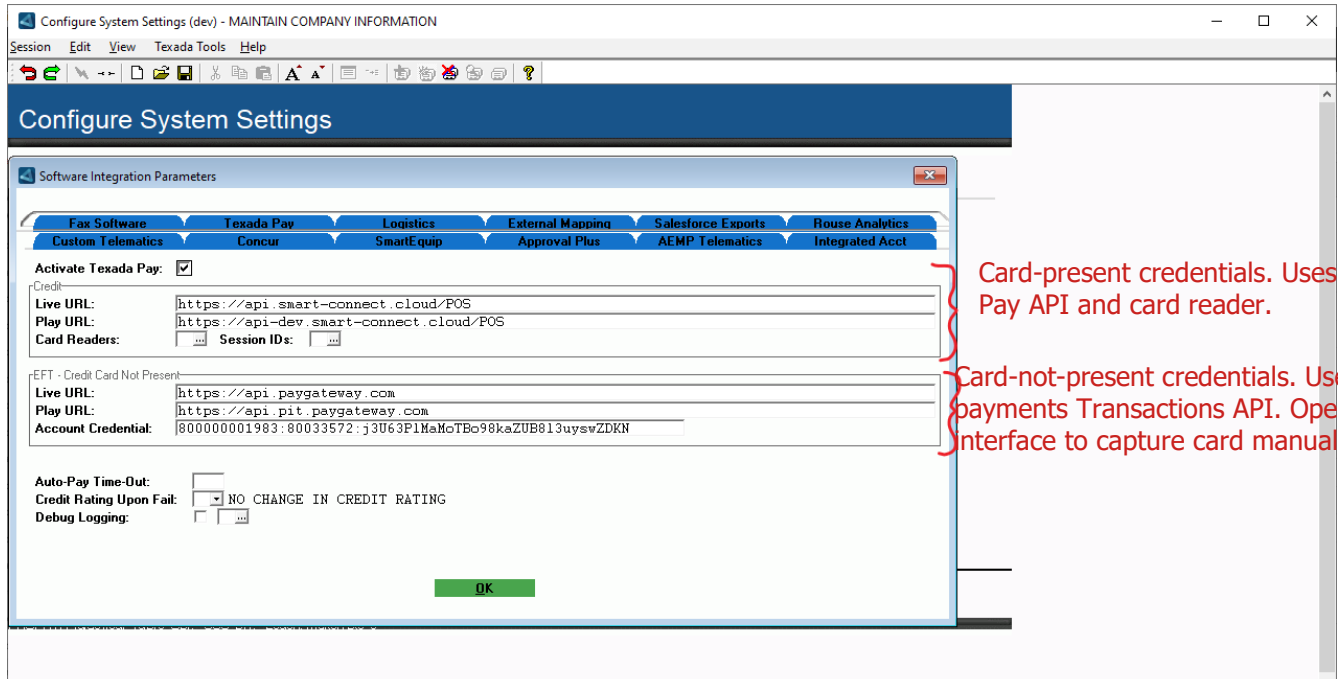 Configure System Settings (dev) - MAINTAIN COMPANY INFORMATION
Session Edit View Texada Tools Help
Configure System Settings
Software Integration Parameters
Fax Software Texada Pay Logistics External Mapping Salesforce Exports Rouse Analytics
Custom Telematics Concur SmartEquip Approval Plus AEMP Telematics Integrated Acct
Activate Texada Pay:
Credit
Live URL: https://api.smart-connect.cloud/POS
Play URL: https://api-dev.smart-connect.cloud/POS
Card Readers: ... Session IDs: ...
Card-present credentials. Uses
Pay API and card reader.
EFT - Credit Card Not Present
Live URL: https://api.paygateway.com
Play URL: https://api.pit.paygateway.com
Account Credential: 800000001983:80033572:j3U63PlMaMoTBo98kaZUB813uyswZDKN
Card-not-present credentials. Use
payments Transactions API. Ope
interface to capture card manual
Auto-Pay Time-Out:
Credit Rating Upon Fail: NO CHANGE IN CREDIT RATING
Debug Logging: ...
OK